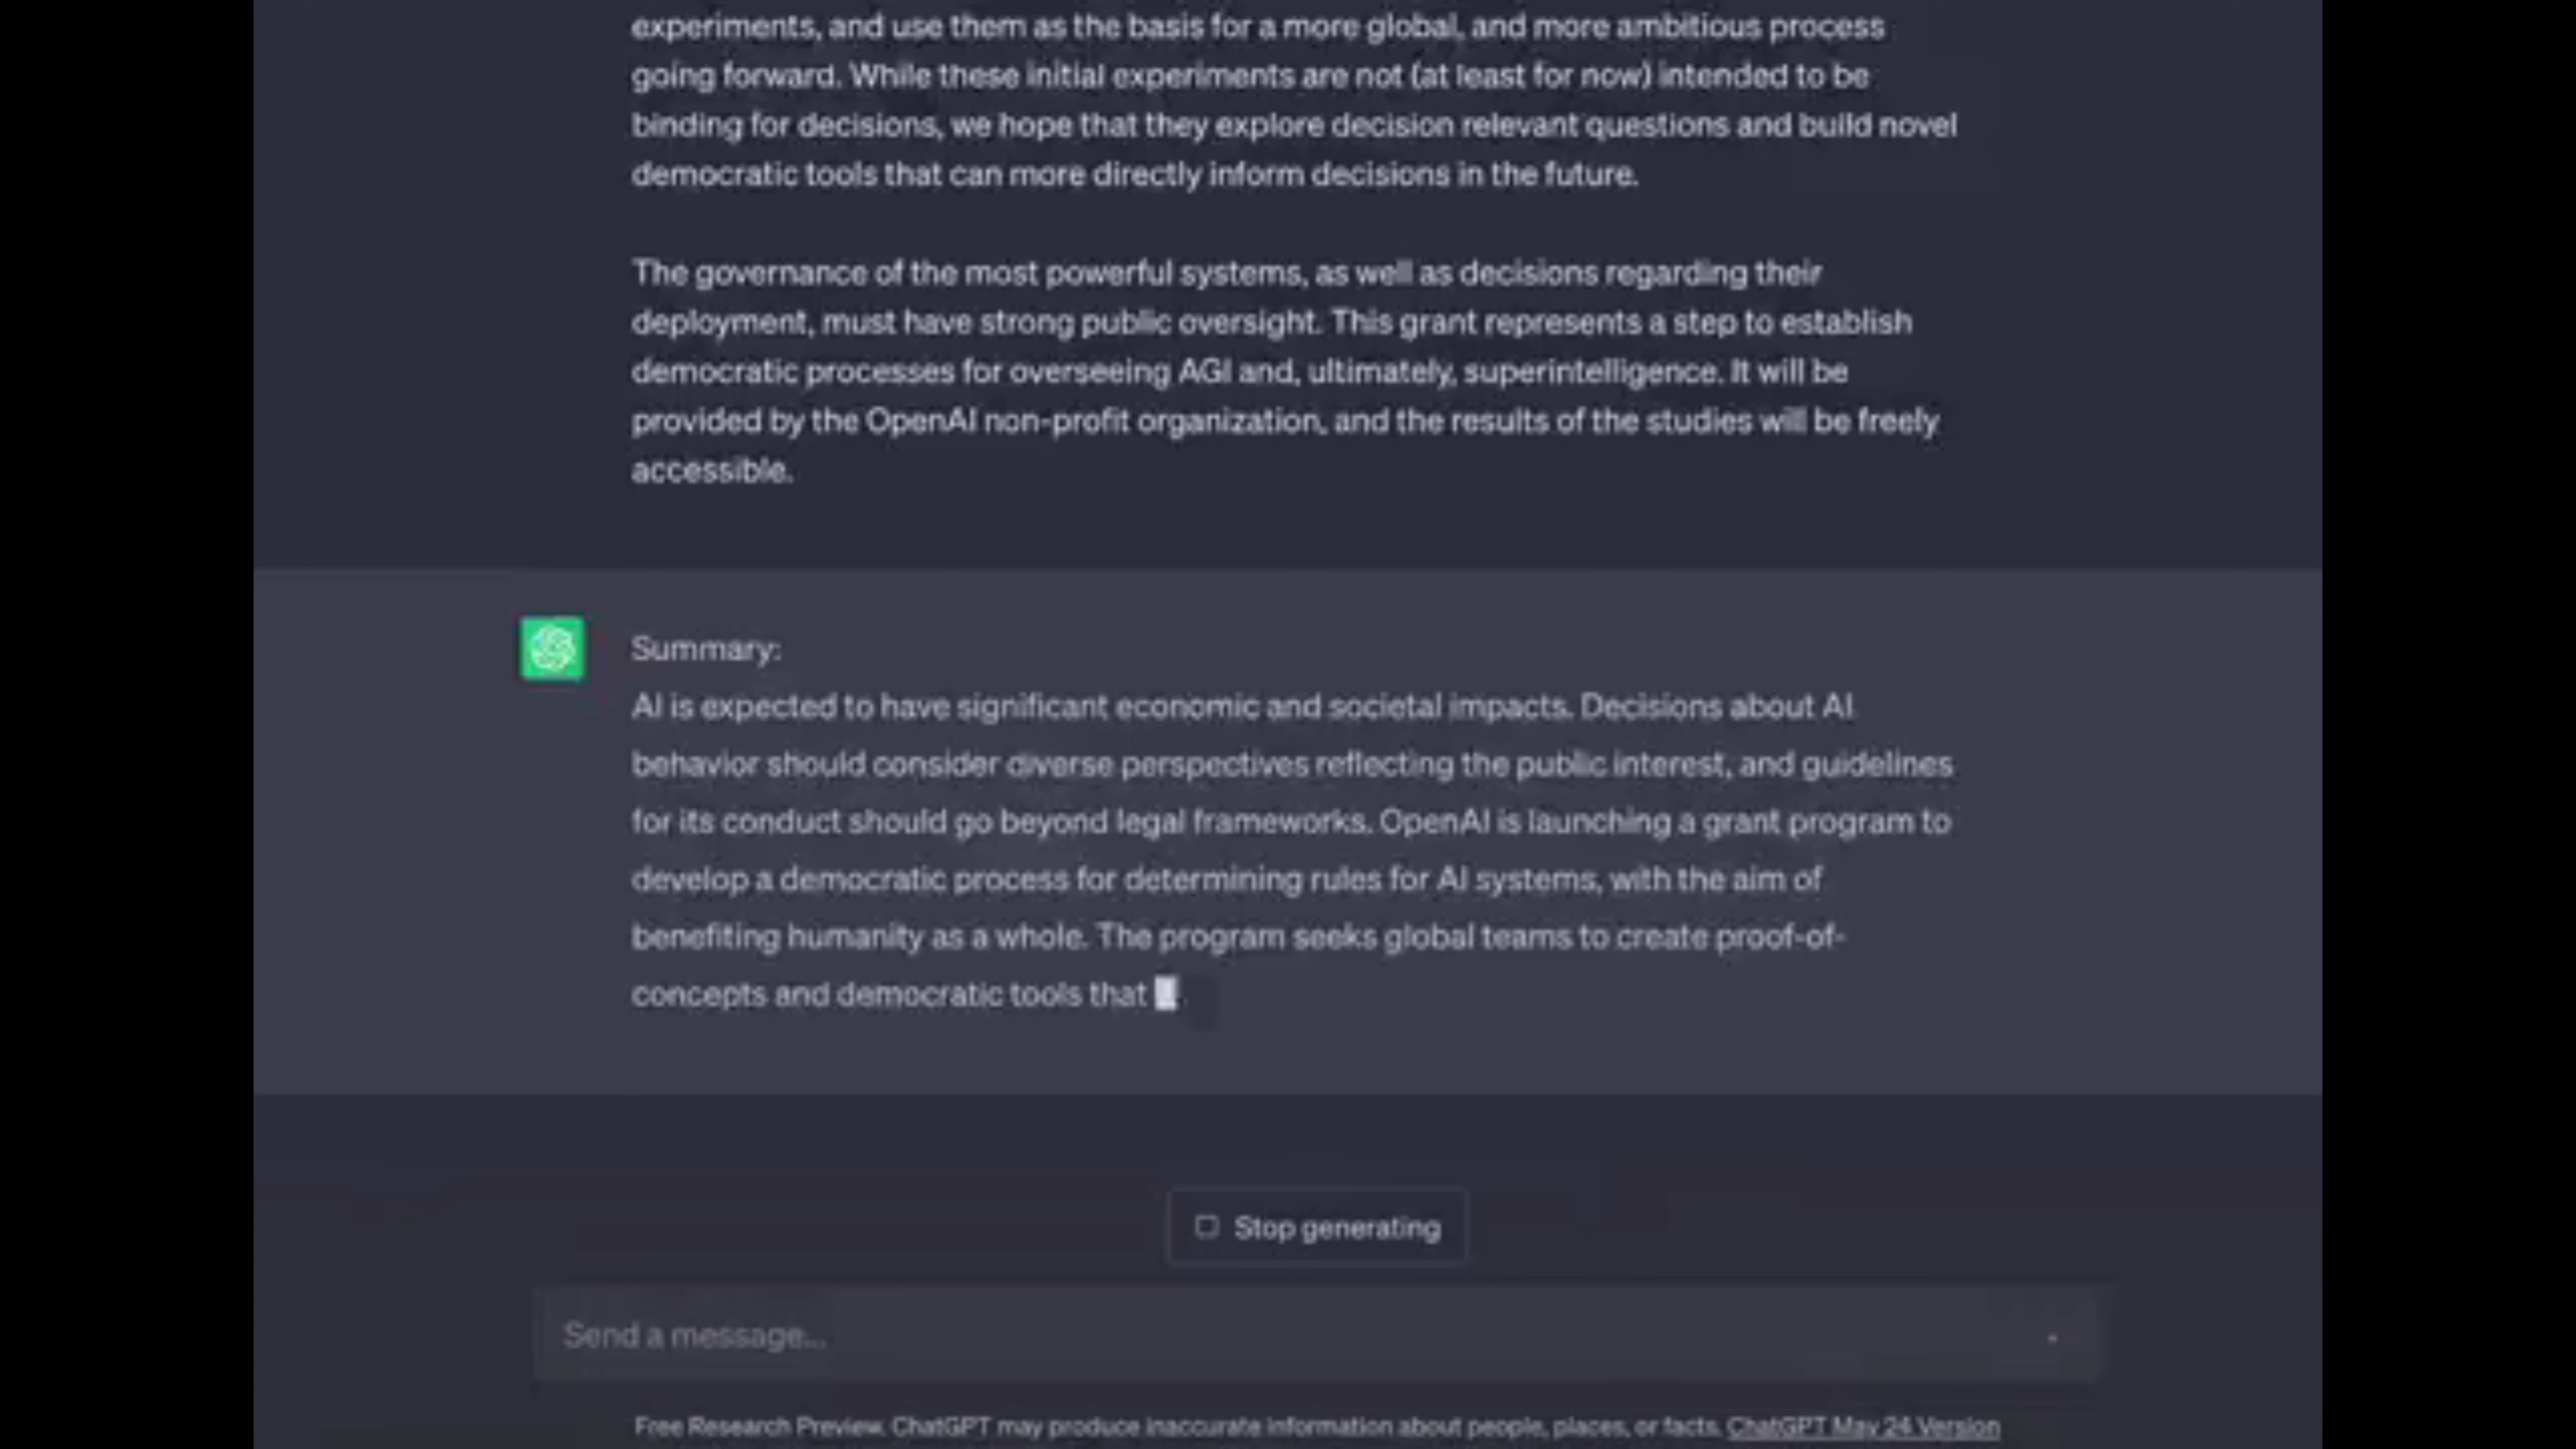 experiments, and use them as the basis for a more global, and more ambitious process
going forward. While these initial experiments are not (at least for now) intended to be
binding for decisions, we hope that they explore decision relevant questions and build novel
democratic tools that can more directly inform decisions in the future.
The governance of the most powerful systems, as well as decisions regarding their
deployment, must have strong public oversight. This grant represents a step to establish
democratic processes for overseeing AGI and, ultimately, superintelligence. It will be
provided by the OpenAI non-profit organization, and the results of the studies will be freely
accessible.
Summary:
AI is expected to have significant economic and societal impacts. Decisions about AI
behavior should consider diverse perspectives reflecting the public interest, and guidelines
for its conduct should go beyond legal frameworks. OpenAI is launching a grant program to
develop a democratic process for determining rules for AI systems, with the aim of
benefiting humanity as a whole. The program seeks global teams to create proof-of-
concepts and democratic tools that
Stop generating
Send a message...
Free Research Preview. ChatGPT may produce inaccurate information about people, places, or facts. ChatGPT May 24 Version